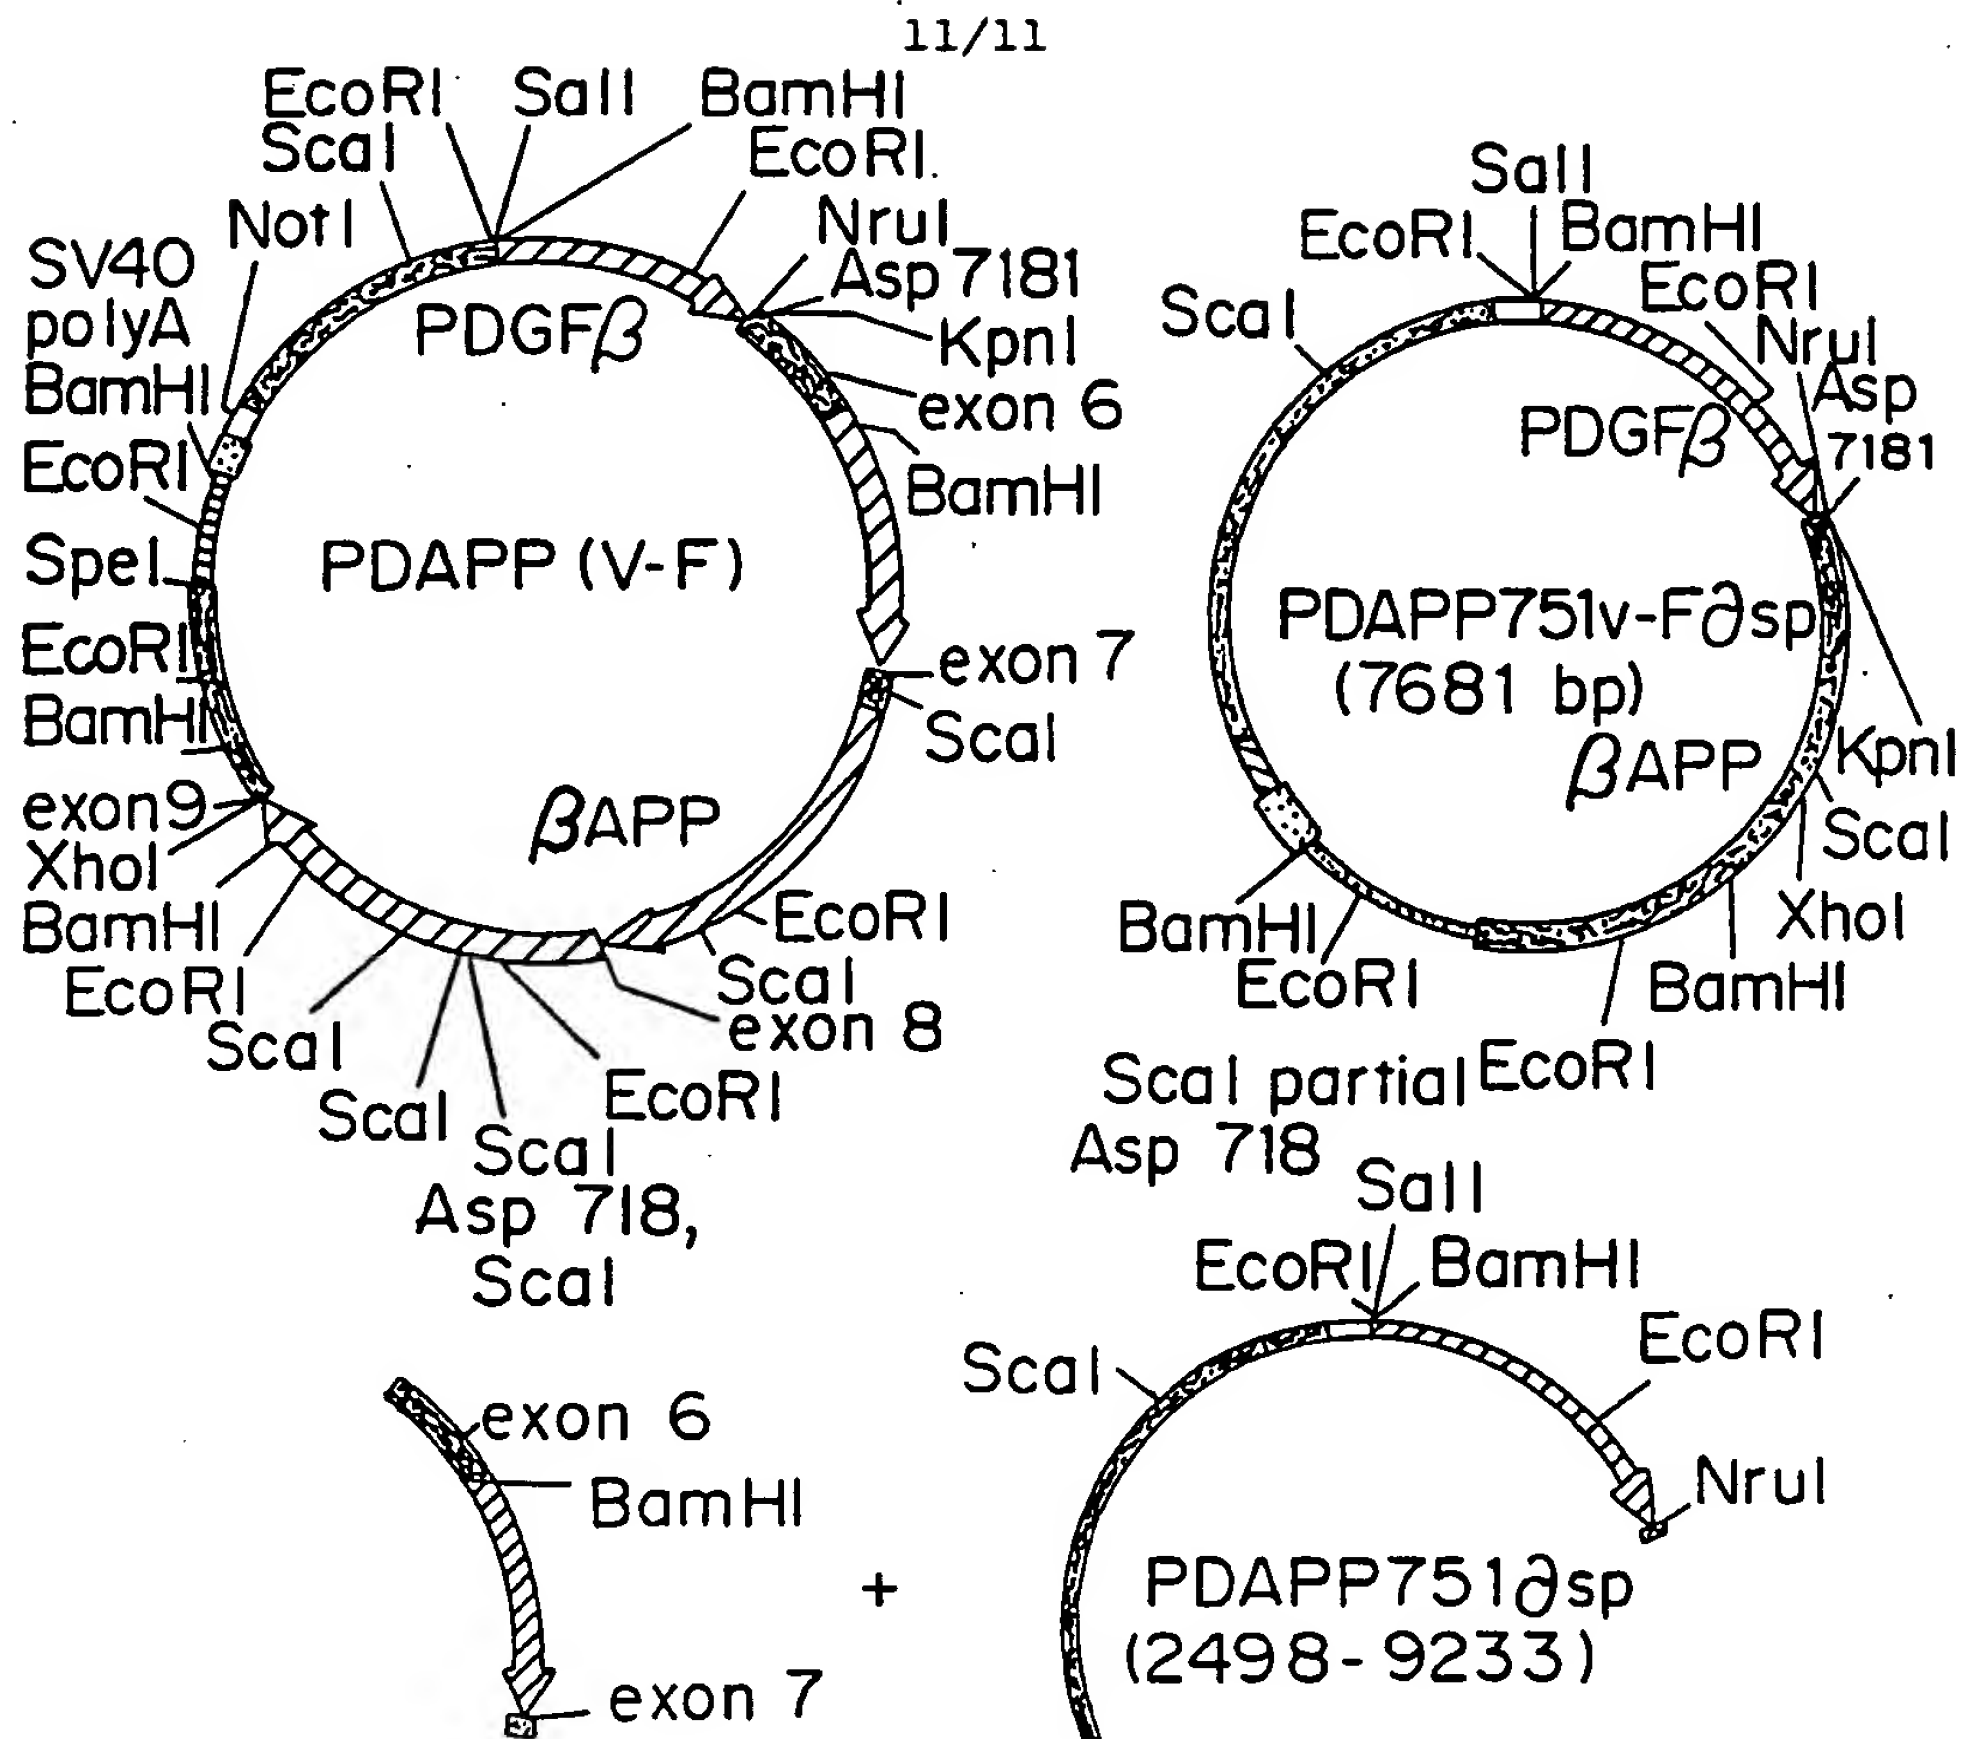 11/11
EcoRI
SalI
BamHI
ScaI
EcoRI
NotI
NruI
SV40
polyA
Asp 7181
KpnI
PDGFβ
BamHI
exon 6
EcoRI
BamHI
SpeI
PDAPP (V-F)
EcoRI
exon 7
BamHI
ScaI
exon9
βAPP
XhoI
BamHI
EcoRI
EcoRI
ScaI
exon 8
ScaI
EcoRI
ScaI
ScaI
Asp 718,
ScaI
SalI
EcoRI
BamHI
EcoRI
ScaI
NruI
Asp
7181
PDGFβ
PDAPP751v-F∂sp
(7681 bp)
βAPP
KpnI
ScaI
XhoI
BamHI
EcoRI
BamHI
EcoRI
ScaI partial
Asp 718
SalI
EcoRI
BamHI
EcoRI
ScaI
NruI
exon 6
BamHI
+
PDAPP751∂sp
(2498-9233)
exon 7